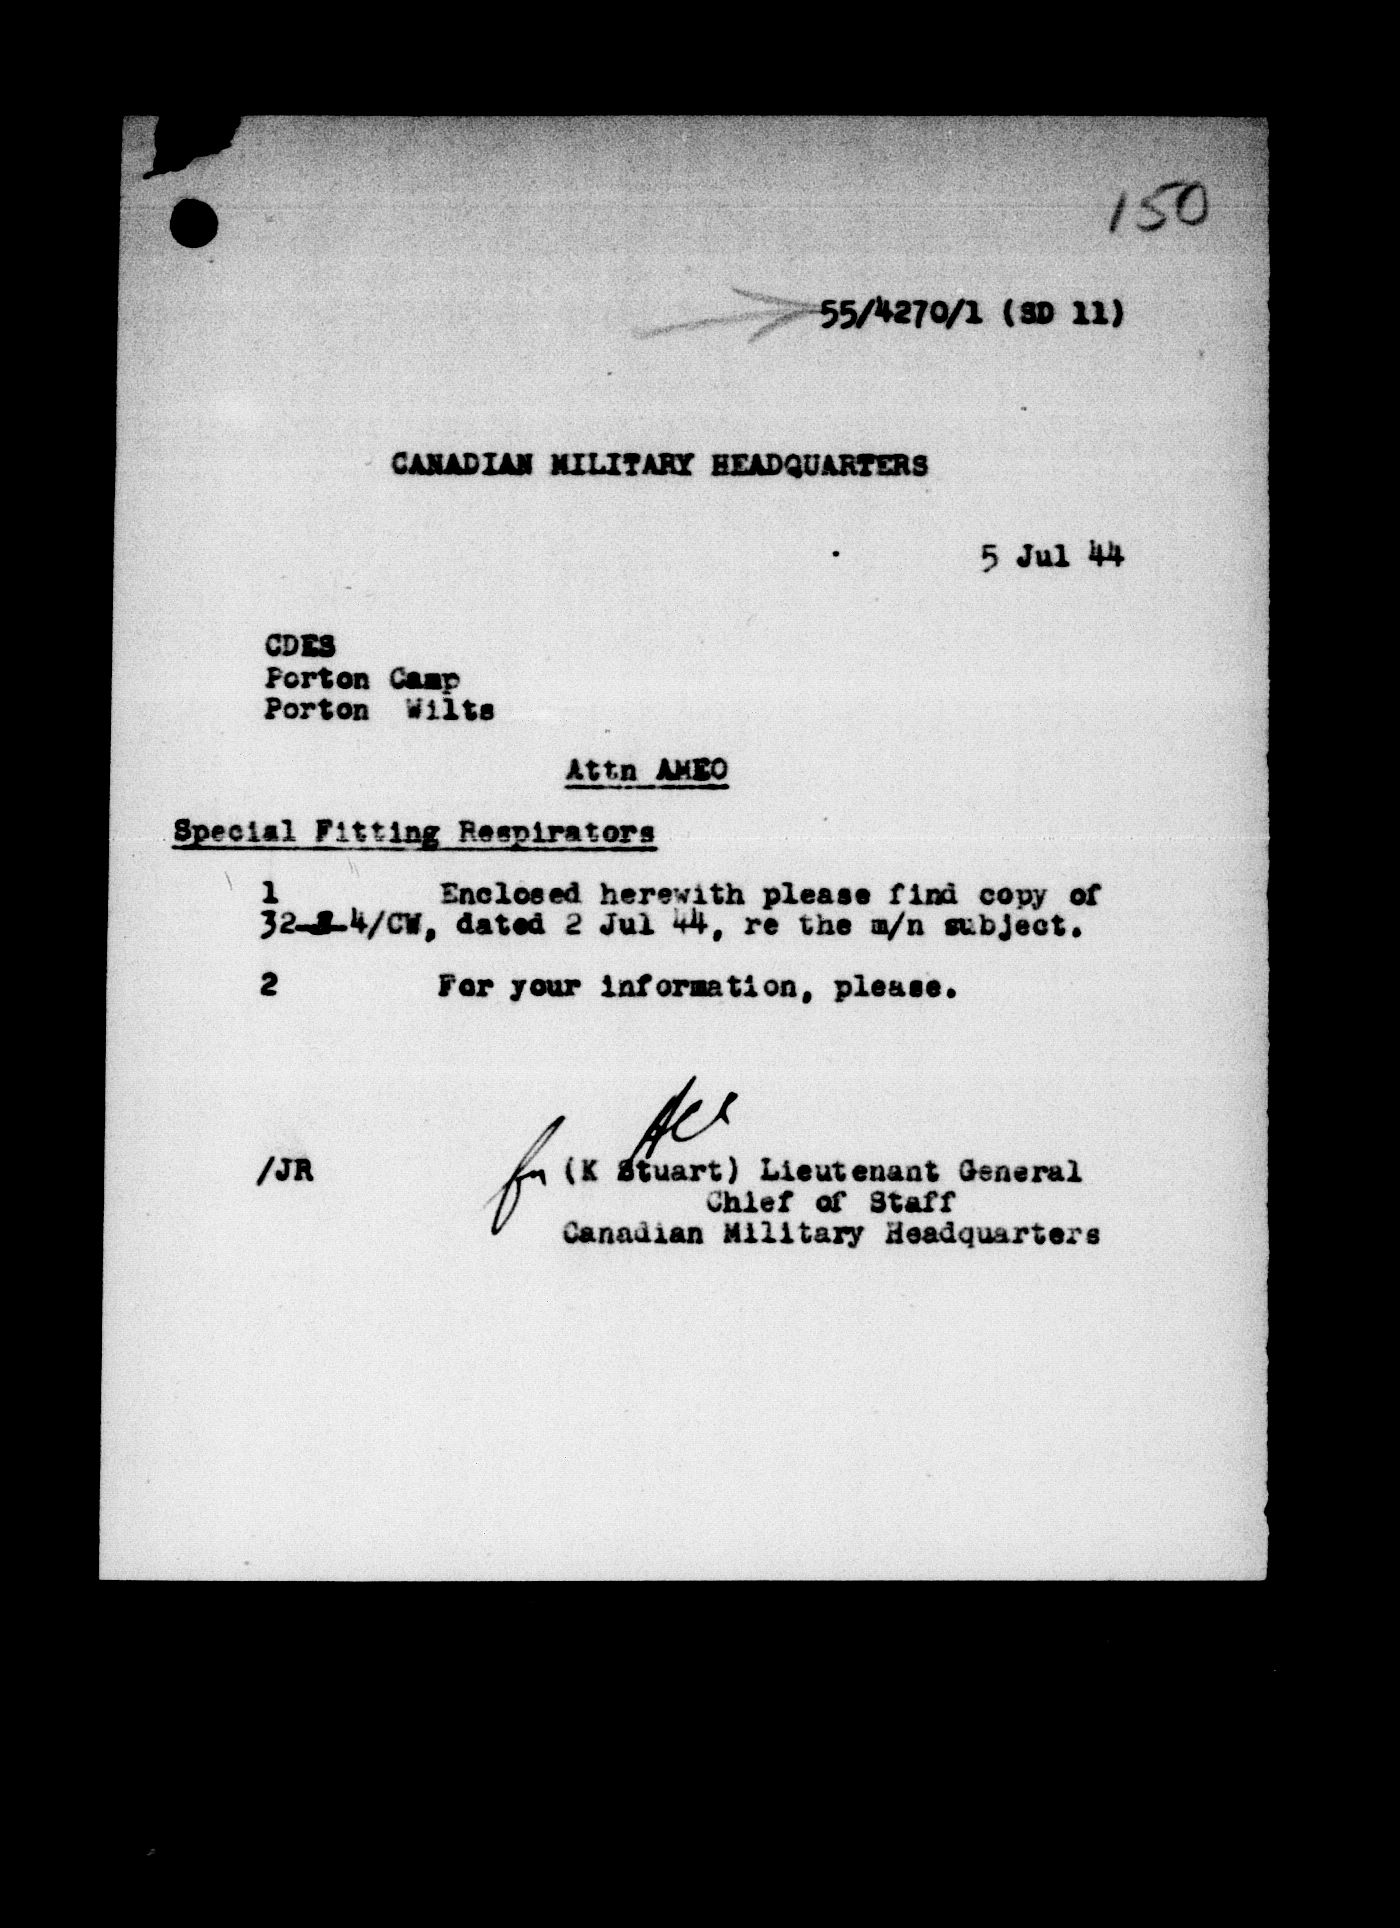 150
55/4270/1 (SD 11)
CANADIAN MILITARY HEADQUARTERS
5 Jul 44
CDES
Porton Camp
Porton Wilts
Attn AMEO
Special Fitting Respirators
1 Enclosed herewith please find copy of
32-2-4/CW, dated 2 Jul 44, re the m/n subject.
2 For your information, please.
/JR for (K Stuart) Lieutenant General
Chief of Staff
Canadian Military Headquarters